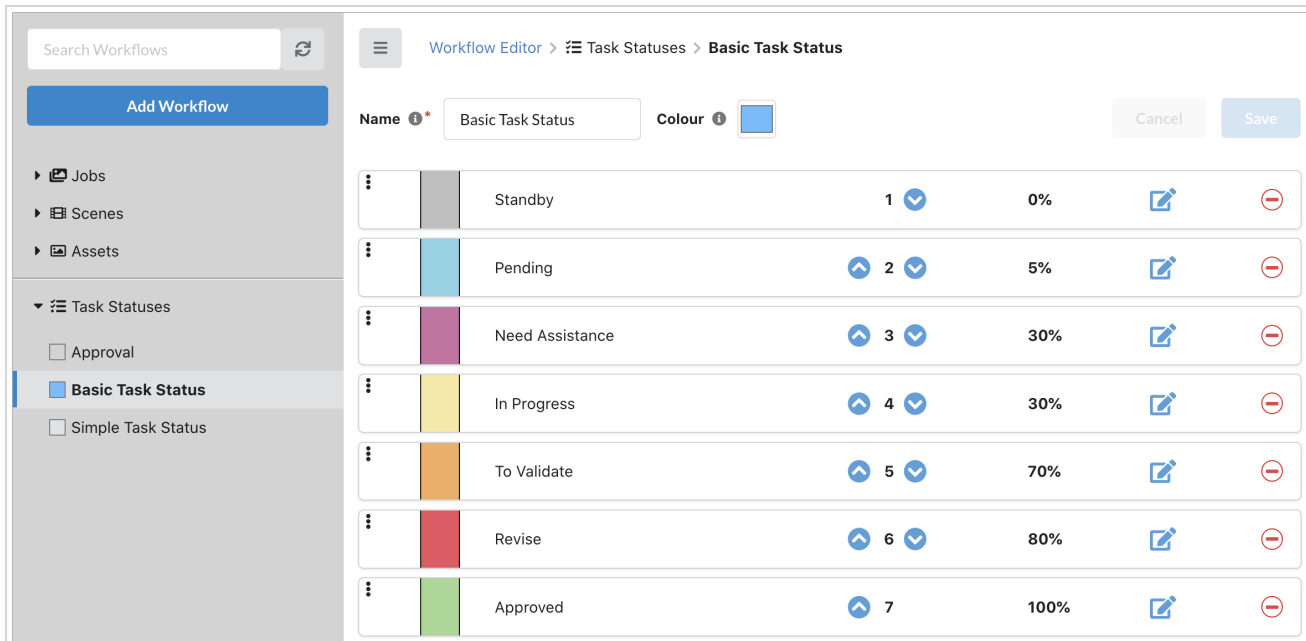 Search Workflows
Add Workflow
Jobs
Scenes
Assets
Task Statuses
Approval
Basic Task Status
Simple Task Status
Workflow Editor > Task Statuses > Basic Task Status
Name * Basic Task Status Colour Cancel Save
Standby 1 0%
Pending 2 5%
Need Assistance 3 30%
In Progress 4 30%
To Validate 5 70%
Revise 6 80%
Approved 7 100%